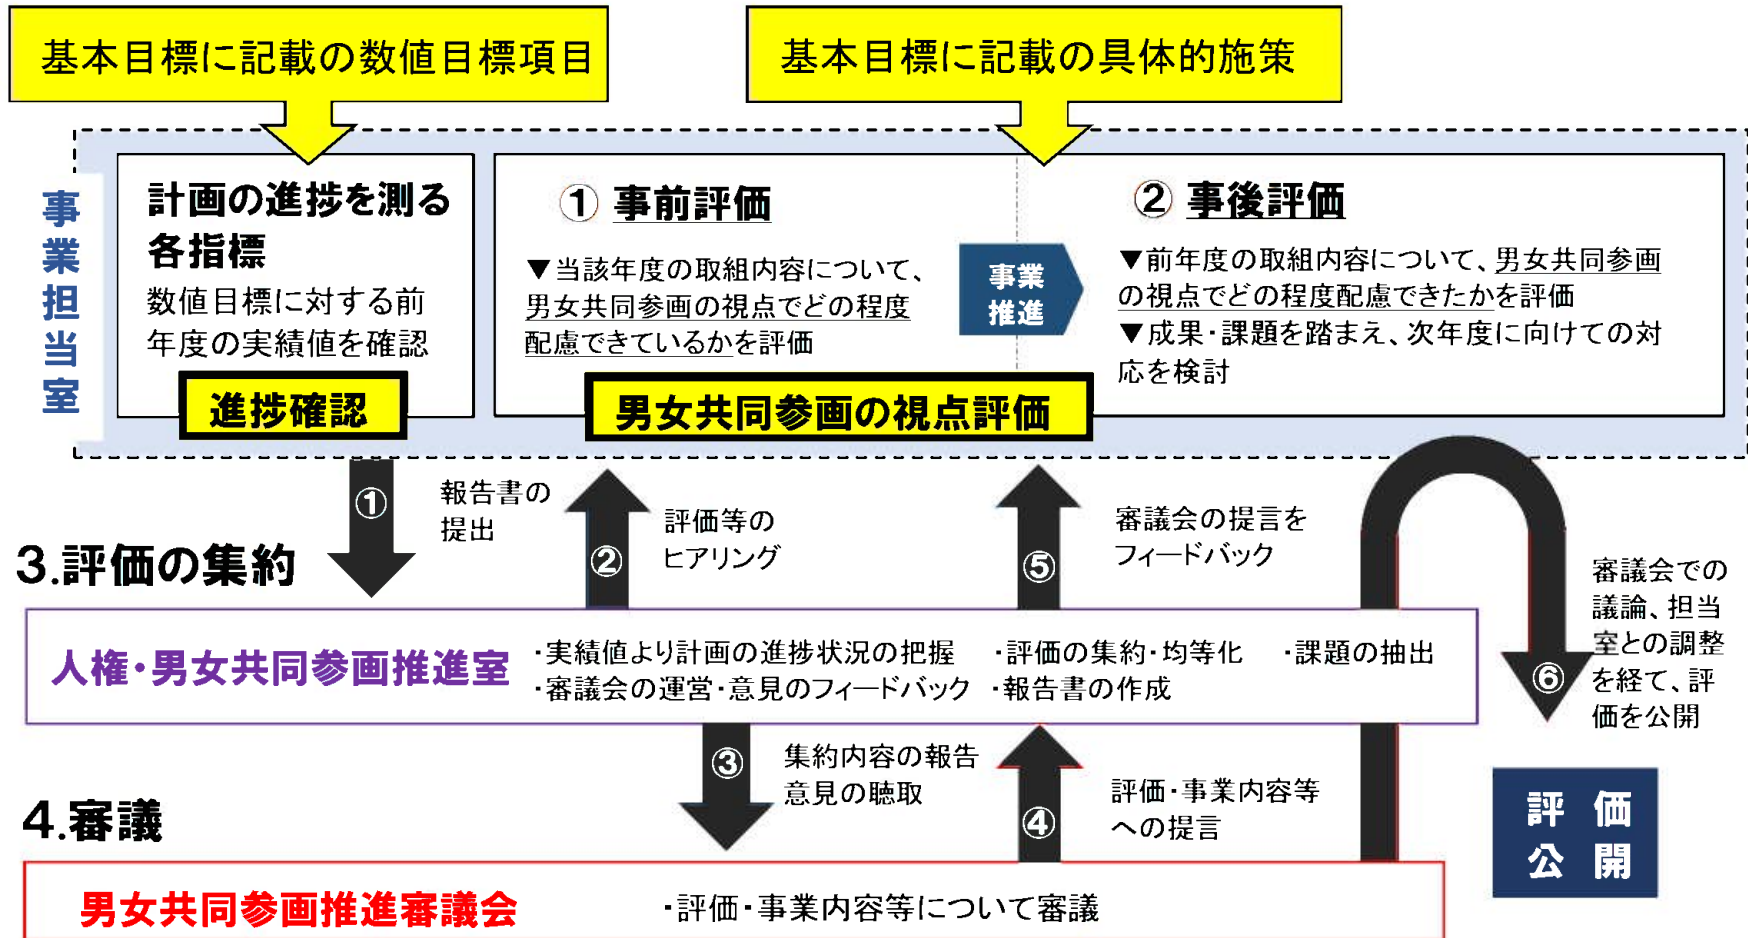 基本目標に記載の数値目標項目
基本目標に記載の具体的施策
事業担当室
計画の進捗を測る
各指標
数値目標に対する前
年度の実績値を確認
進捗確認
① 事前評価
▼当該年度の取組内容について、
男女共同参画の視点でどの程度
配慮できているかを評価
事業
推進
② 事後評価
▼前年度の取組内容について、男女共同参画
の視点でどの程度配慮できたかを評価
▼成果・課題を踏まえ、次年度に向けての対
応を検討
男女共同参画の視点評価
①
報告書の
提出
②
評価等の
ヒアリング
⑤
審議会の提言を
フィードバック
⑥
審議会での
議論、担当
室との調整
を経て、評
価を公開
3.評価の集約
人権・男女共同参画推進室
・実績値より計画の進捗状況の把握
・評価の集約・均等化
・課題の抽出
・審議会の運営・意見のフィードバック
・報告書の作成
③
集約内容の報告
意見の聴取
④
評価・事業内容等
への提言
評 価
公 開
4.審議
男女共同参画推進審議会
・評価・事業内容等について審議